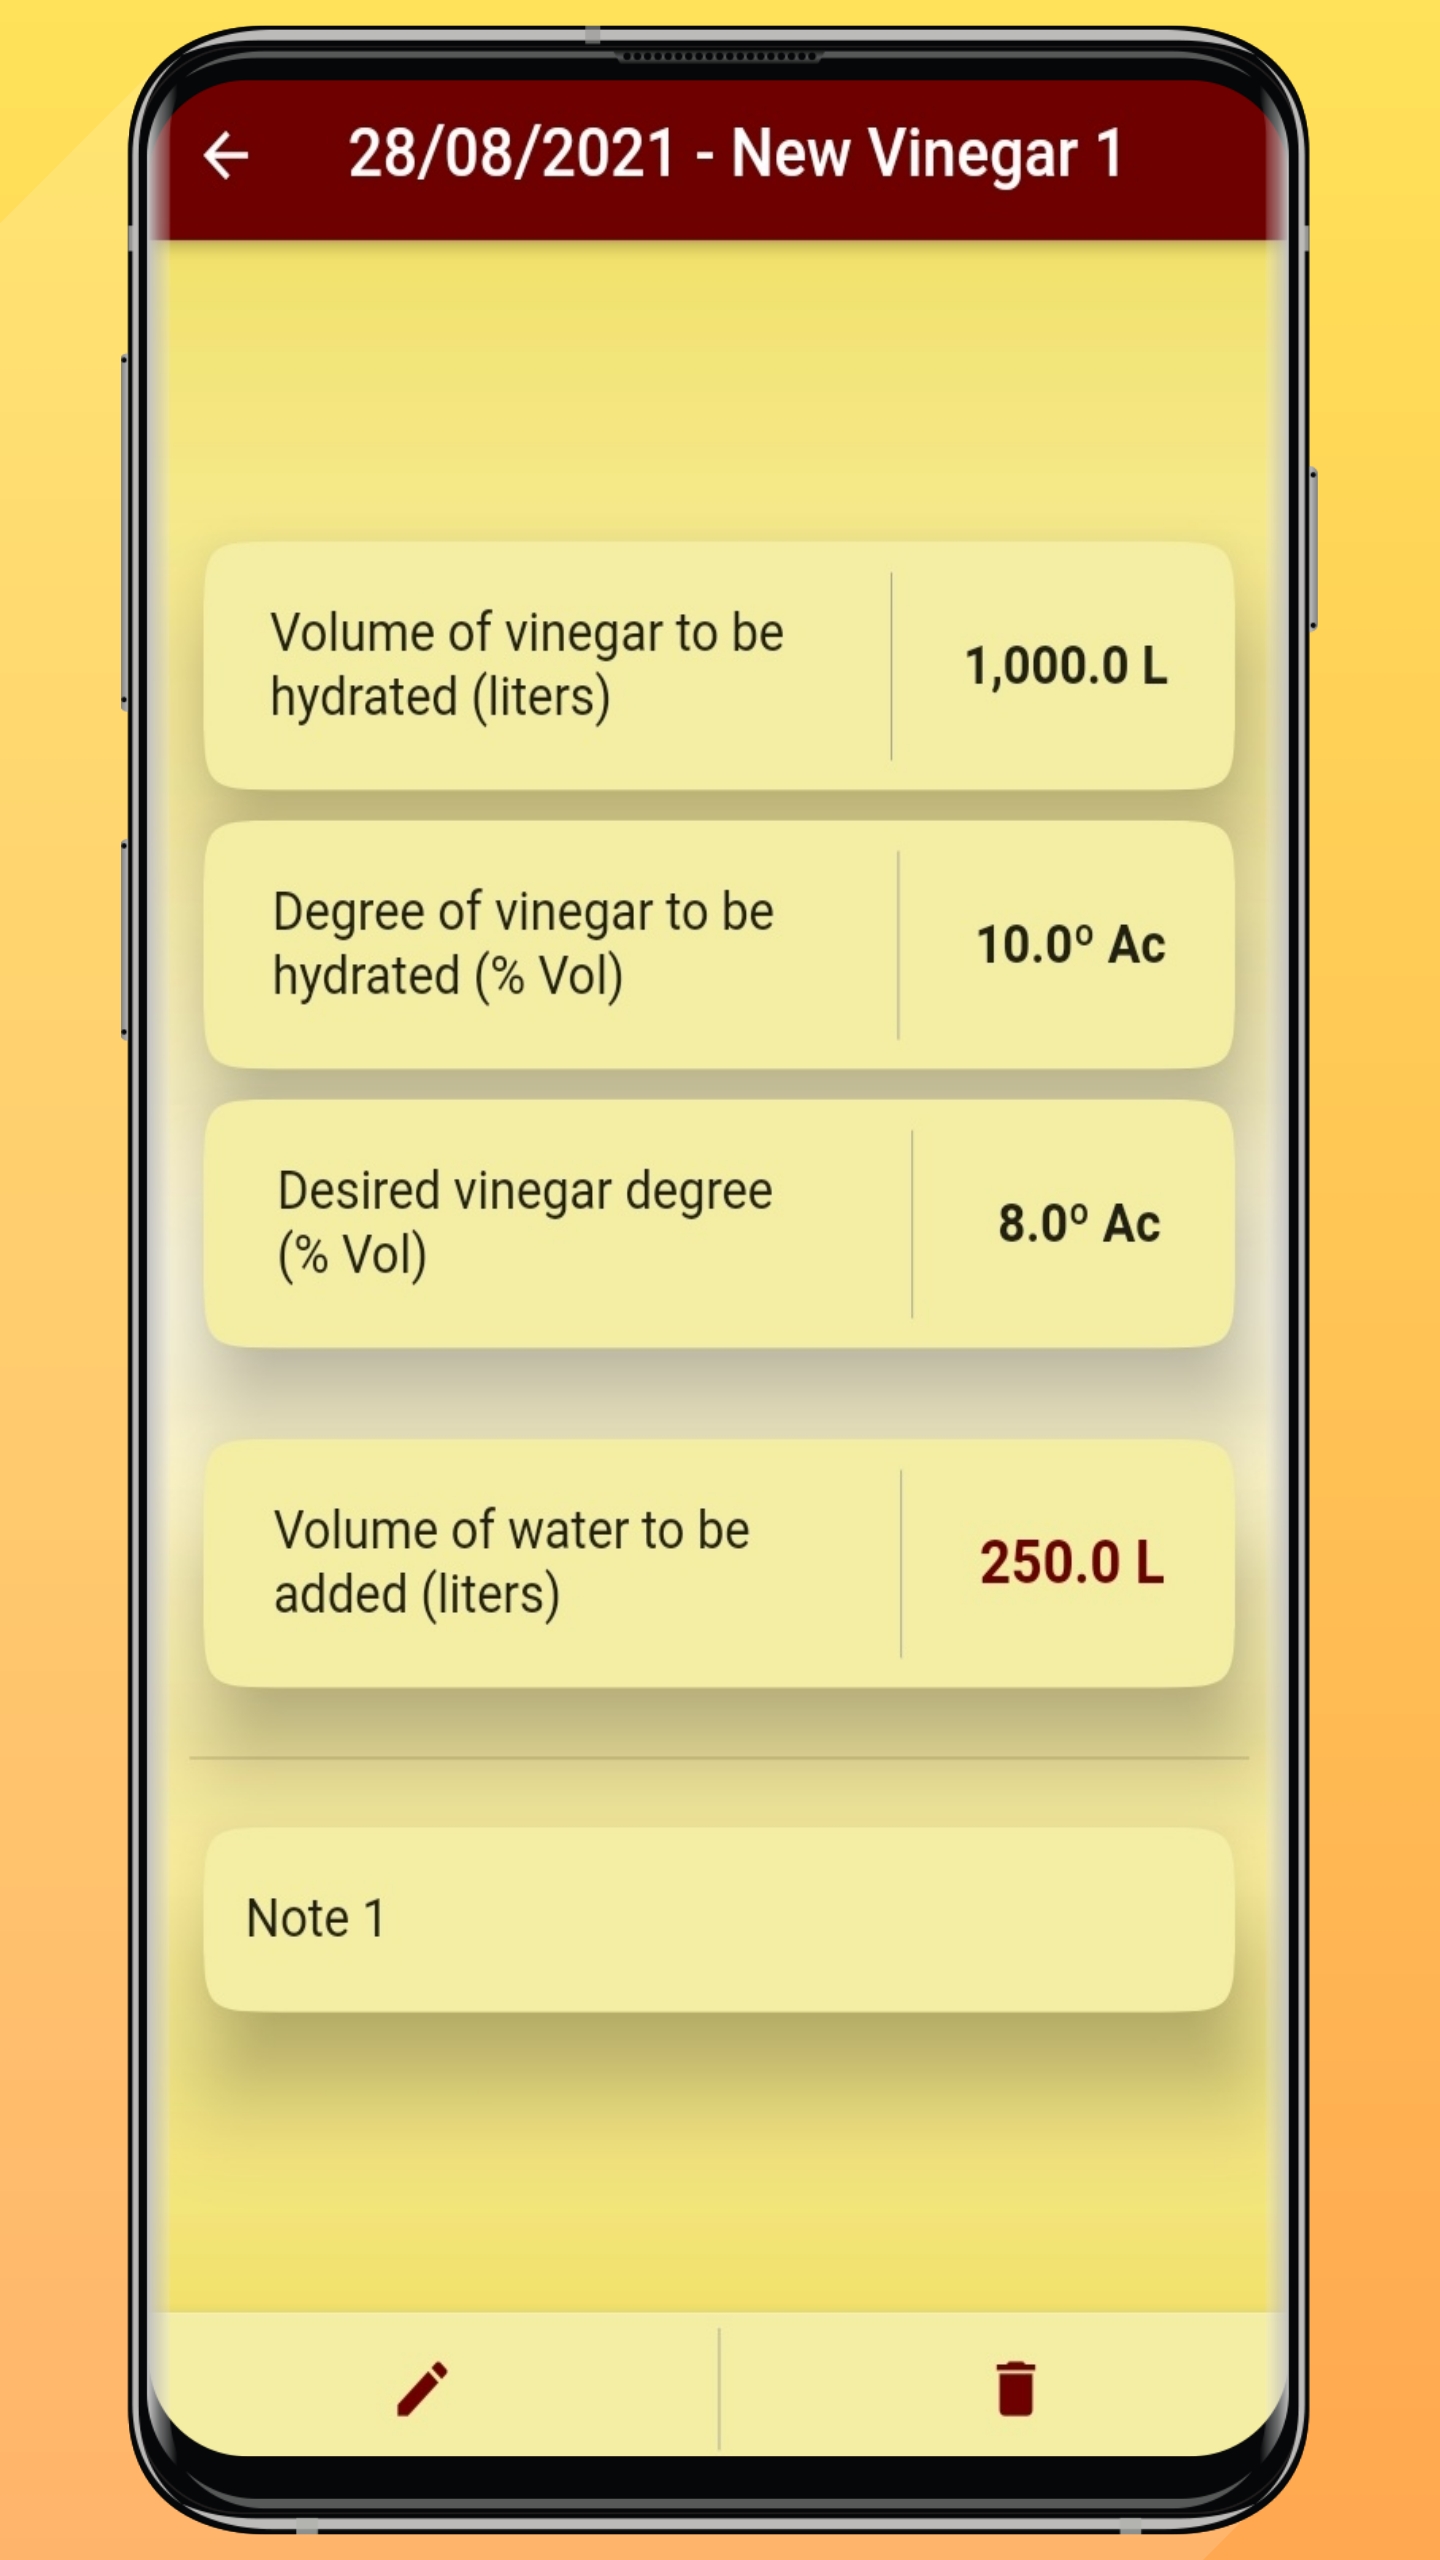 28/08/2021 - New Vinegar 1
Volume of vinegar to be
hydrated (liters)
1,000.0 L
Degree of vinegar to be
hydrated (% Vol)
10.0º Ac
Desired vinegar degree
(% Vol)
8.0º Ac
Volume of water to be
added (liters)
250.0 L
Note 1